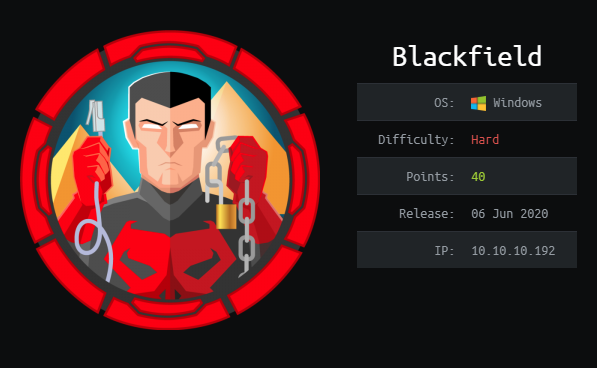 Blackfield
OS: Windows
Difficulty: Hard
Points: 40
Release: 06 Jun 2020
IP: 10.10.10.192